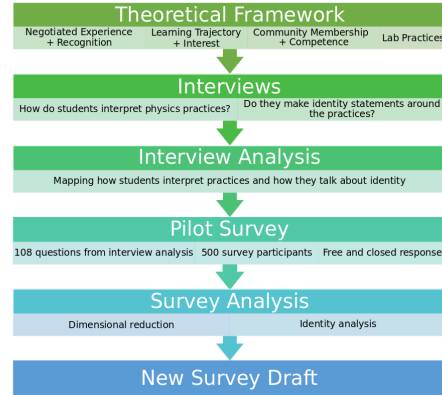 Theoretical Framework
Negotiated Experience
+ Recognition
Learning Trajectory
+ Interest
Community Membership
+ Competence
Lab Practices
Interviews
How do students interpret physics practices?
Do they make identity statements around
the practices?
Interview Analysis
Mapping how students interpret practices and how they talk about identity
Pilot Survey
108 questions from interview analysis
500 survey participants
Free and closed response
Survey Analysis
Dimensional reduction
Identity analysis
New Survey Draft